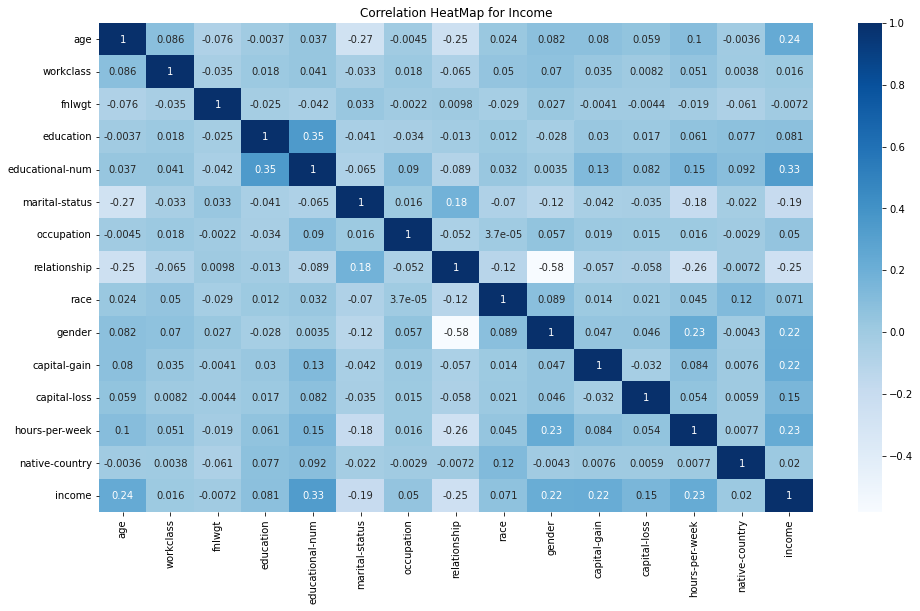 Correlation HeatMap for Income
age 1 0.086 -0.076 -0.0037 0.037 -0.27 -0.0045 -0.25 0.024 0.082 0.08 0.059 0.1 -0.0036 0.24
workclass 0.086 1 -0.035 0.018 0.041 -0.033 0.018 -0.065 0.05 0.07 0.035 0.0082 0.051 0.0038 0.016
fnlwgt -0.076 -0.035 1 -0.025 -0.042 0.033 -0.0022 0.0098 -0.029 0.027 -0.0041 -0.0044 -0.019 -0.061 -0.0072
education -0.0037 0.018 -0.025 1 0.35 -0.041 -0.034 -0.013 0.012 -0.028 0.03 0.017 0.061 0.077 0.081
educational-num 0.037 0.041 -0.042 0.35 1 -0.065 0.09 -0.089 0.032 0.0035 0.13 0.082 0.15 0.092 0.33
marital-status -0.27 -0.033 0.033 -0.041 -0.065 1 0.016 0.18 -0.07 -0.12 -0.042 -0.035 -0.18 -0.022 -0.19
occupation -0.0045 0.018 -0.0022 -0.034 0.09 0.016 1 -0.052 3.7e-05 0.057 0.019 0.015 0.016 -0.0029 0.05
relationship -0.25 -0.065 0.0098 -0.013 -0.089 0.18 -0.052 1 -0.12 -0.58 -0.057 -0.058 -0.26 -0.0072 -0.25
race 0.024 0.05 -0.029 0.012 0.032 -0.07 3.7e-05 -0.12 1 0.089 0.014 0.021 0.045 0.12 0.071
gender 0.082 0.07 0.027 -0.028 0.0035 -0.12 0.057 -0.58 0.089 1 0.047 0.046 0.23 -0.0043 0.22
capital-gain 0.08 0.035 -0.0041 0.03 0.13 -0.042 0.019 -0.057 0.014 0.047 1 -0.032 0.084 0.0076 0.22
capital-loss 0.059 0.0082 -0.0044 0.017 0.082 -0.035 0.015 -0.058 0.021 0.046 -0.032 1 0.054 0.0059 0.15
hours-per-week 0.1 0.051 -0.019 0.061 0.15 -0.18 0.016 -0.26 0.045 0.23 0.084 0.054 1 0.0077 0.23
native-country -0.0036 0.0038 -0.061 0.077 0.092 -0.022 -0.0029 -0.0072 0.12 -0.0043 0.0076 0.0059 0.0077 1 0.02
income 0.24 0.016 -0.0072 0.081 0.33 -0.19 0.05 -0.25 0.071 0.22 0.22 0.15 0.23 0.02 1
age workclass fnlwgt education educational-num marital-status occupation relationship race gender capital-gain capital-loss hours-per-week native-country income
1.0
0.8
0.6
0.4
0.2
0.0
-0.2
-0.4